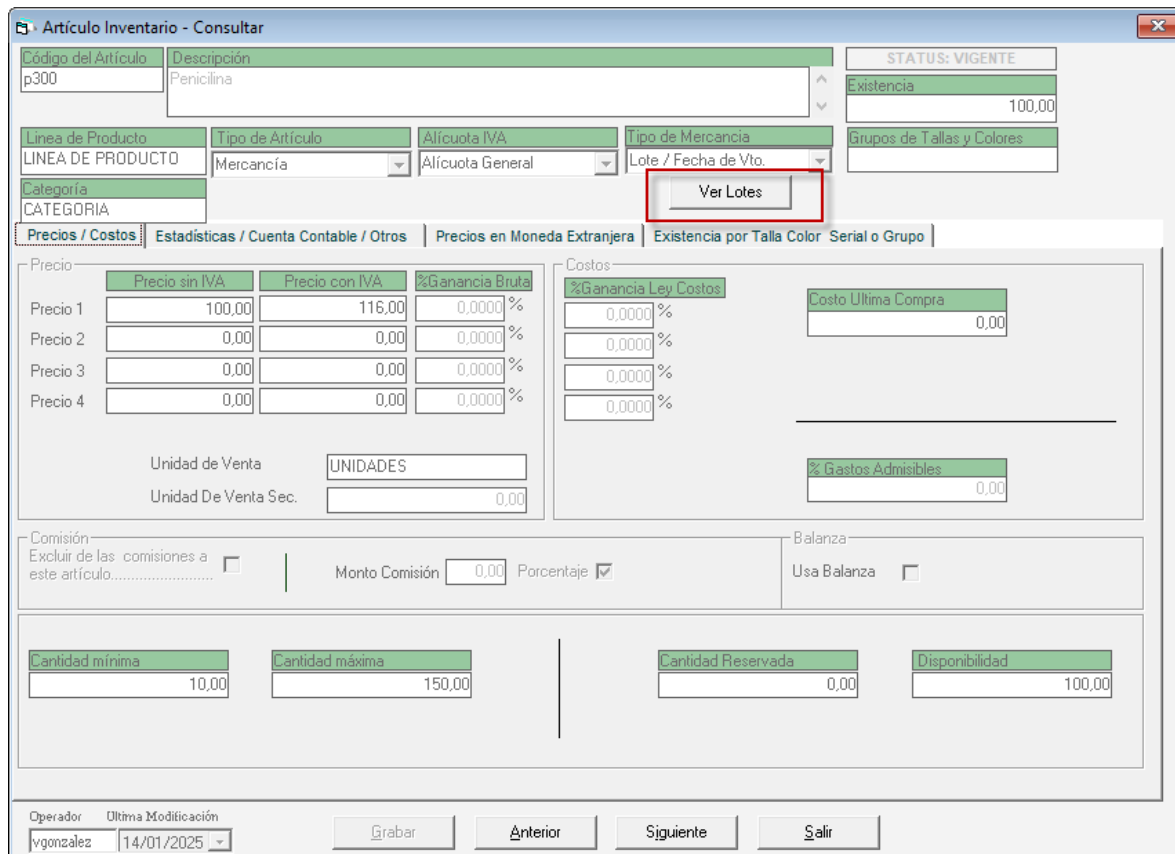 Artículo Inventario - Consultar
Código del Artículo Descripción STATUS: VIGENTE
p300 Penicilina
Existencia
100,00
Linea de Producto Tipo de Artículo Alícuota IVA Tipo de Mercancia Grupos de Tallas y Colores
LINEA DE PRODUCTO Mercancía Alícuota General Lote / Fecha de Vto.
Categoría Ver Lotes
CATEGORIA
Precios / Costos Estadísticas / Cuenta Contable / Otros Precios en Moneda Extranjera Existencia por Talla Color Serial o Grupo
Precio
Precio sin IVA Precio con IVA %Ganancia Bruta
Precio 1 100,00 116,00 0,0000 %
Precio 2 0,00 0,00 0,0000 %
Precio 3 0,00 0,00 0,0000 %
Precio 4 0,00 0,00 0,0000 %
Unidad de Venta UNIDADES
Unidad De Venta Sec. 0,00
Costos
%Ganancia Ley Costos Costo Ultima Compra
0,0000 % 0,00
0,0000 %
0,0000 %
0,0000 %
% Gastos Admisibles
0,00
Comisión
Excluir de las comisiones a
este artículo..........................
Monto Comisión 0,00 Porcentaje
Balanza
Usa Balanza
Cantidad mínima Cantidad máxima Cantidad Reservada Disponibilidad
10,00 150,00 0,00 100,00
Operador Ultima Modificación
vgonzalez 14/01/2025
Grabar Anterior Siguiente Salir